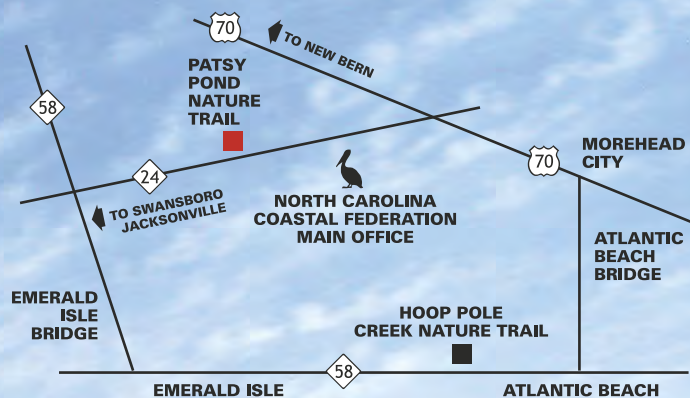 70
TO NEW BERN
PATSY
POND
NATURE
TRAIL
58
70
MOREHEAD
CITY
24
TO SWANSBORO
JACKSONVILLE
NORTH CAROLINA
COASTAL FEDERATION
MAIN OFFICE
ATLANTIC
BEACH
BRIDGE
EMERALD
ISLE
BRIDGE
HOOP POLE
CREEK NATURE TRAIL
58
EMERALD ISLE
ATLANTIC BEACH